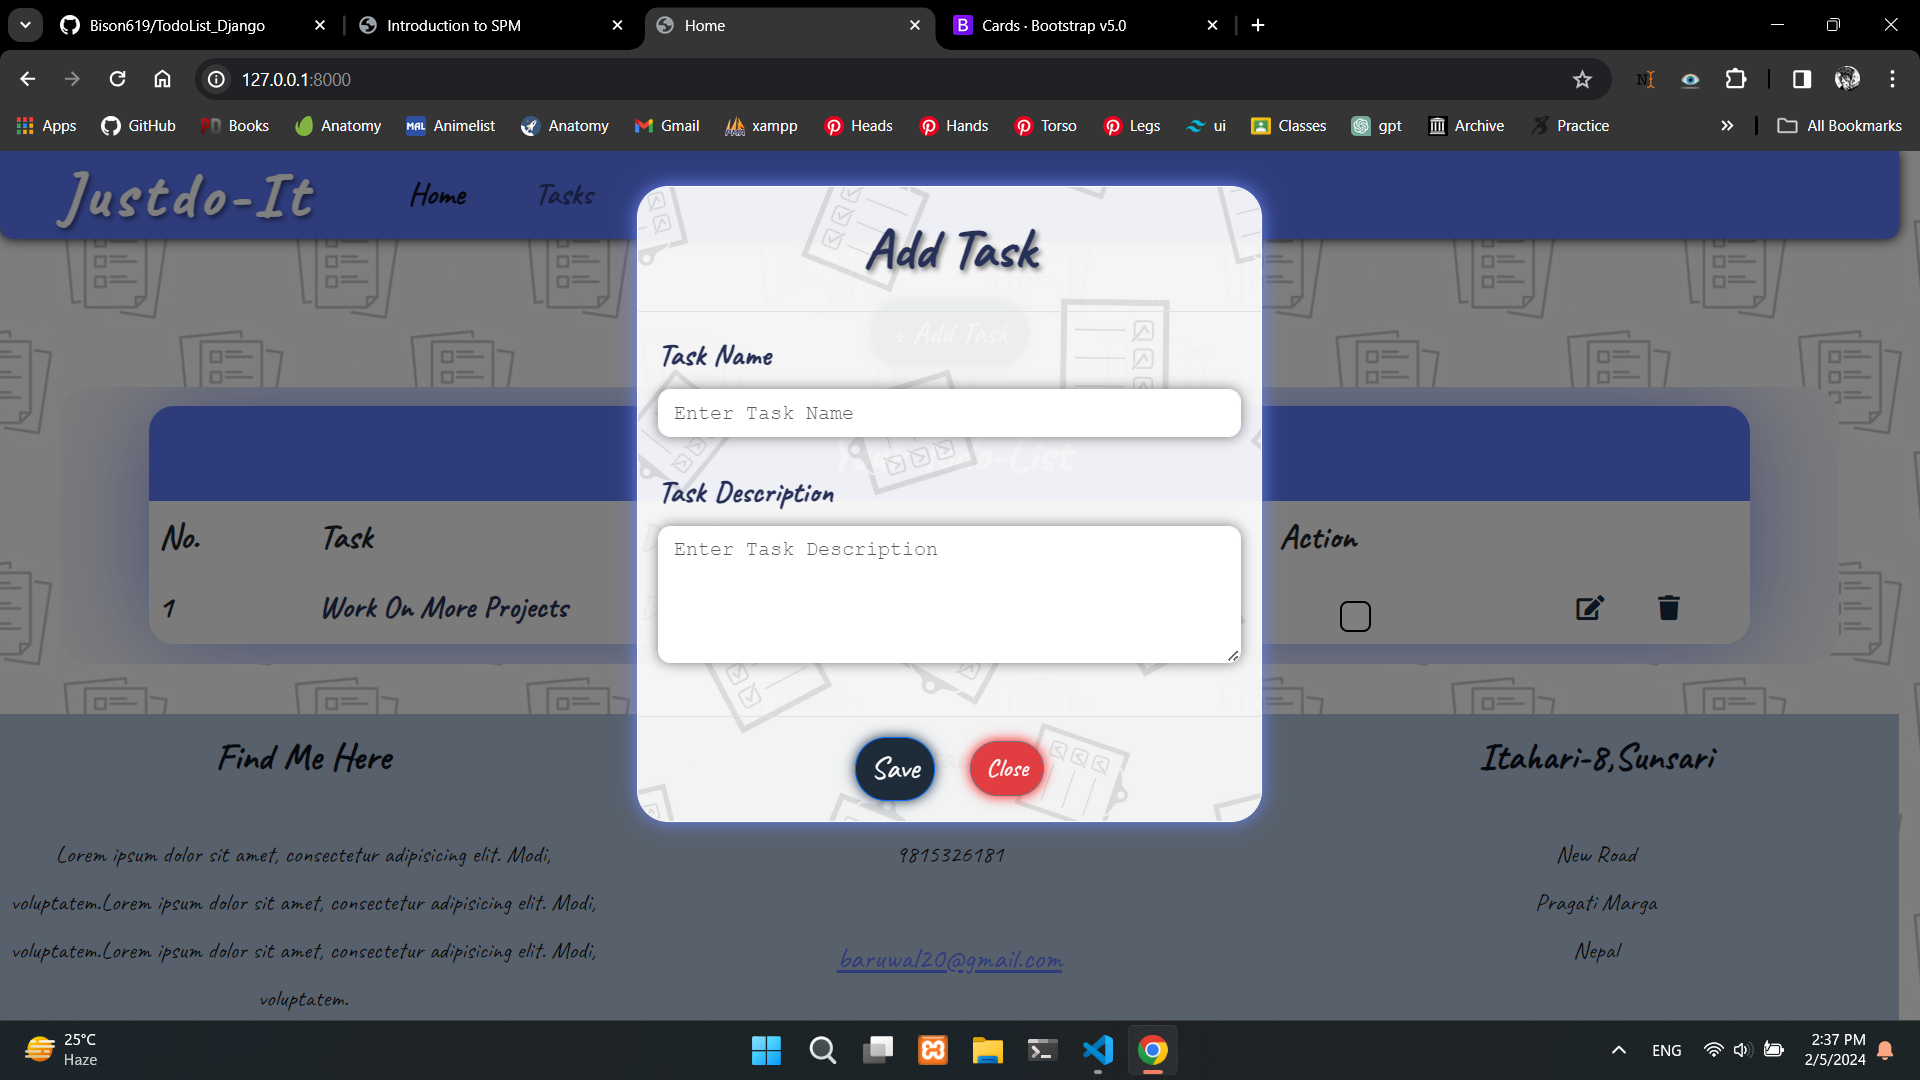 Bison619/TodoList_Django
Introduction to SPM
Home
Cards · Bootstrap v5.0
127.0.0.1:8000
Apps
GitHub
Books
Anatomy
Animelist
Anatomy
Gmail
xampp
Heads
Hands
Torso
Legs
ui
Classes
gpt
Archive
Practice
All Bookmarks
Justdo-It
Home
Tasks
Add Task
+ Add Task
Task Name
Enter Task Name
Task Description
Enter Task Description
No.
Task
Action
1
Work On More Projects
Save
Close
Find Me Here
Itahari-8,Sunsari
Lorem ipsum dolor sit amet, consectetur adipisicing elit. Modi,
voluptatem.Lorem ipsum dolor sit amet, consectetur adipisicing elit. Modi,
voluptatem.Lorem ipsum dolor sit amet, consectetur adipisicing elit. Modi,
voluptatem.
9815326181
baruwal20@gmail.com
New Road
Pragati Marga
Nepal
25°C
Haze
ENG
2:37 PM
2/5/2024